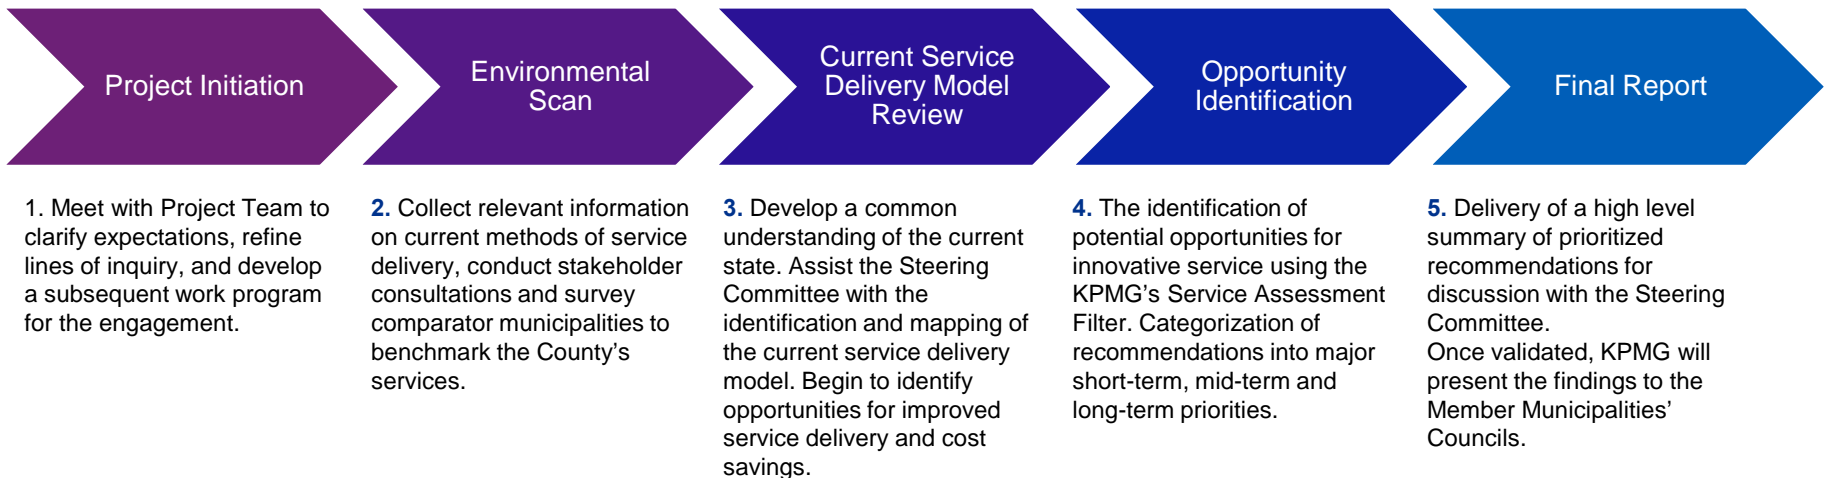 Project Initiation
Environmental
Scan
Current Service
Delivery Model
Review
Opportunity
Identification
Final Report
1. Meet with Project Team to
clarify expectations, refine
lines of inquiry, and develop
a subsequent work program
for the engagement.
2. Collect relevant information
on current methods of service
delivery, conduct stakeholder
consultations and survey
comparator municipalities to
benchmark the County’s
services.
3. Develop a common
understanding of the current
state. Assist the Steering
Committee with the
identification and mapping of
the current service delivery
model. Begin to identify
opportunities for improved
service delivery and cost
savings.
4. The identification of
potential opportunities for
innovative service using the
KPMG’s Service Assessment
Filter. Categorization of
recommendations into major
short-term, mid-term and
long-term priorities.
5. Delivery of a high level
summary of prioritized
recommendations for
discussion with the Steering
Committee.
Once validated, KPMG will
present the findings to the
Member Municipalities’
Councils.